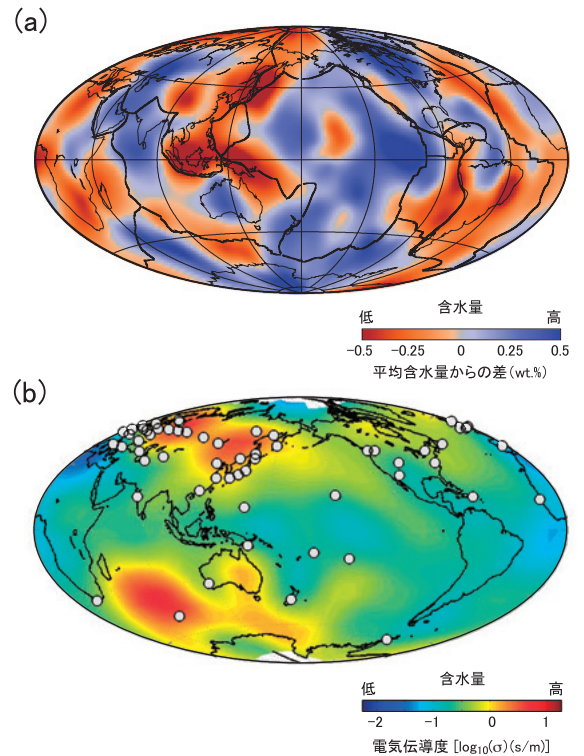 (a)
含水量
低 高
-0.5 -0.25 0 0.25 0.5
平均含水量からの差(wt.%)
(b)
含水量
低 高
-2 -1 0 1
電気伝導度 [log10(σ)(s/m)]